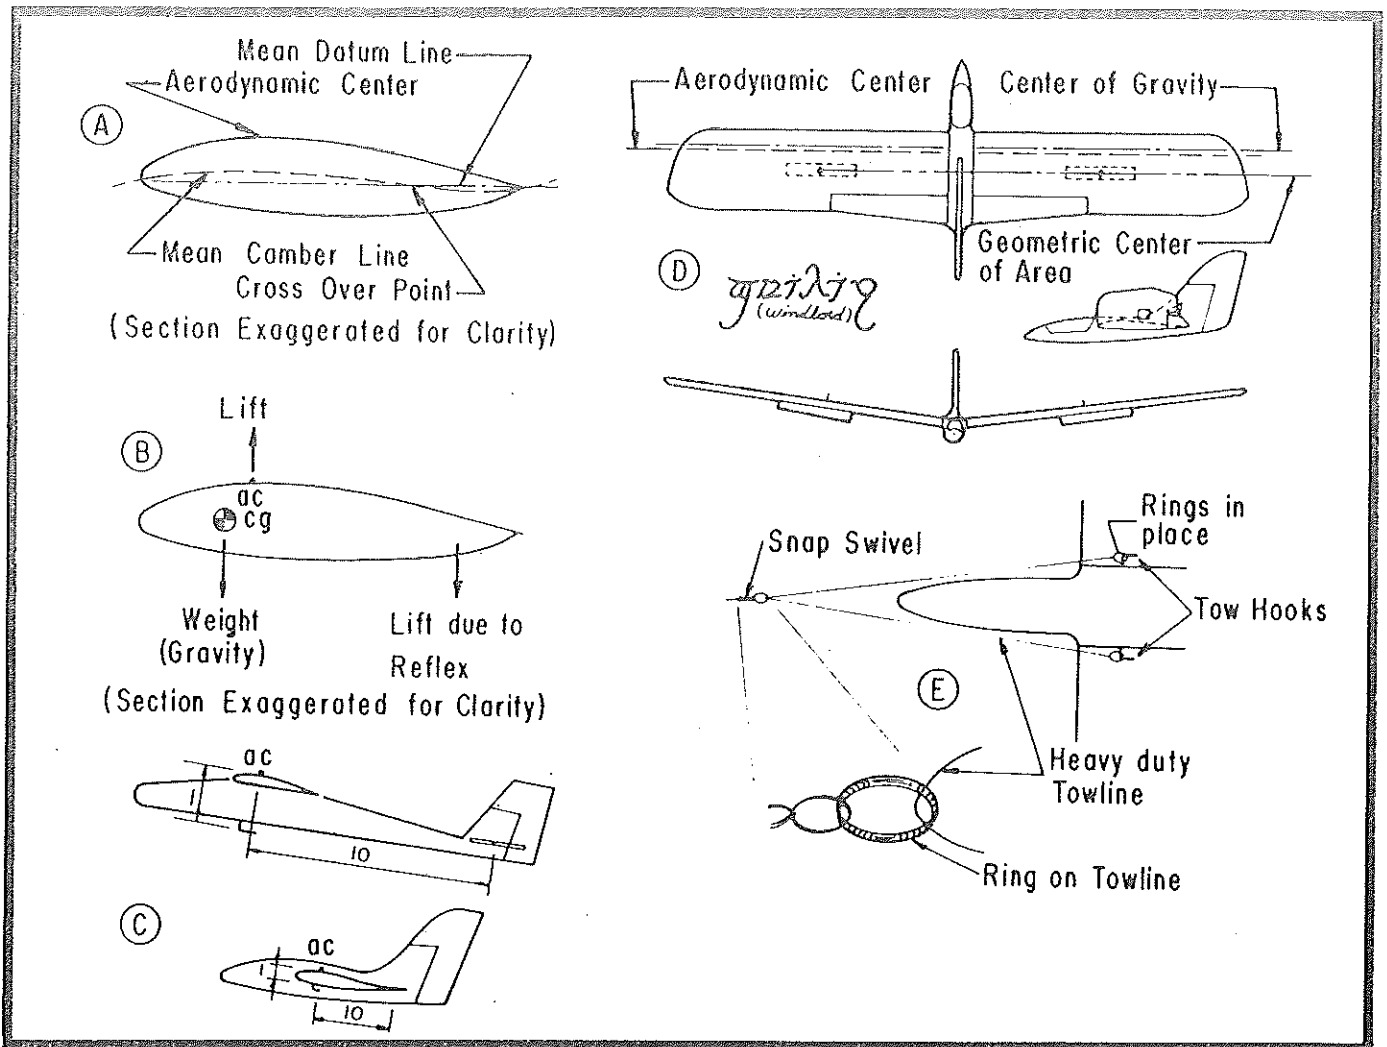 Mean Datum Line
Aerodynamic Center
A
Mean Camber Line
Cross Over Point
(Section Exaggerated for Clarity)
Lift
B
ac
cg
Weight
(Gravity)
Lift due to
Reflex
(Section Exaggerated for Clarity)
ac
1
10
C
ac
1
10
Aerodynamic Center
Center of Gravity
Geometric Center
of Area
D
(Windlord)
Rings in
place
Snap Swivel
Tow Hooks
E
Heavy duty
Towline
Ring on Towline